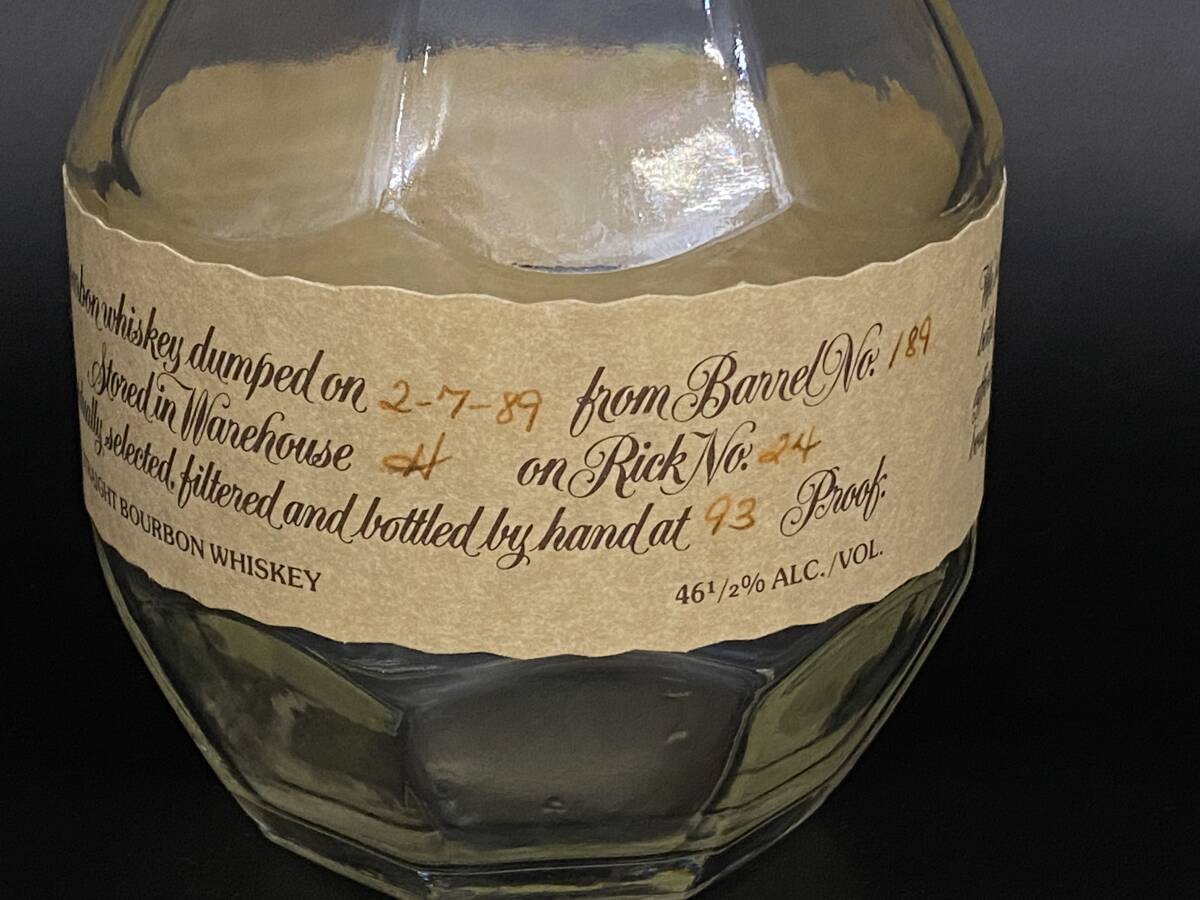 whiskey dumped on 2-7-89 from Barrel No. 189
Stored in Warehouse H on Rick No. 24
selected, filtered and bottled by hand at 93 Proof.
BOURBON WHISKEY 46 1/2% ALC./VOL.